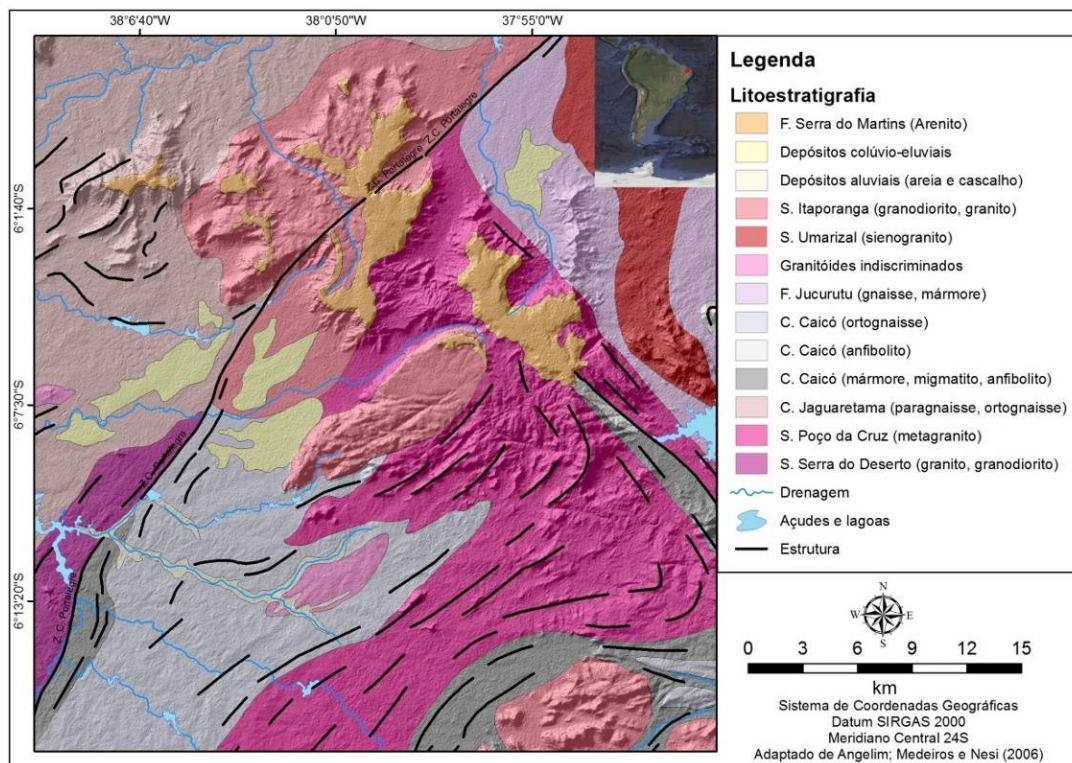 38°6'40"W
38°0'50"W
37°55'0"W
6°1'40"S
6°7'30"S
6°13'20"S
Z.C. Portalegre
Z.C. Portalegre
Z.C. Portalegre
Z.C. Portalegre
Legenda
Litoestratigrafia
F. Serra do Martins (Arenito)
Depósitos colúvio-eluviais
Depósitos aluviais (areia e cascalho)
S. Itaporanga (granodiorito, granito)
S. Umarizal (sienogranito)
Granitóides indiscriminados
F. Jucurutu (gnaisse, mármore)
C. Caicó (ortognaisse)
C. Caicó (anfibolito)
C. Caicó (mármore, migmatito, anfibolito)
C. Jaguaretama (paragnaisse, ortognaisse)
S. Poço da Cruz (metagranito)
S. Serra do Deserto (granito, granodiorito)
Drenagem
Açudes e lagoas
Estrutura
N
W E
S
0 3 6 9 12 15
km
Sistema de Coordenadas Geográficas
Datum SIRGAS 2000
Meridiano Central 24S
Adaptado de Angelim; Medeiros e Nesi (2006)